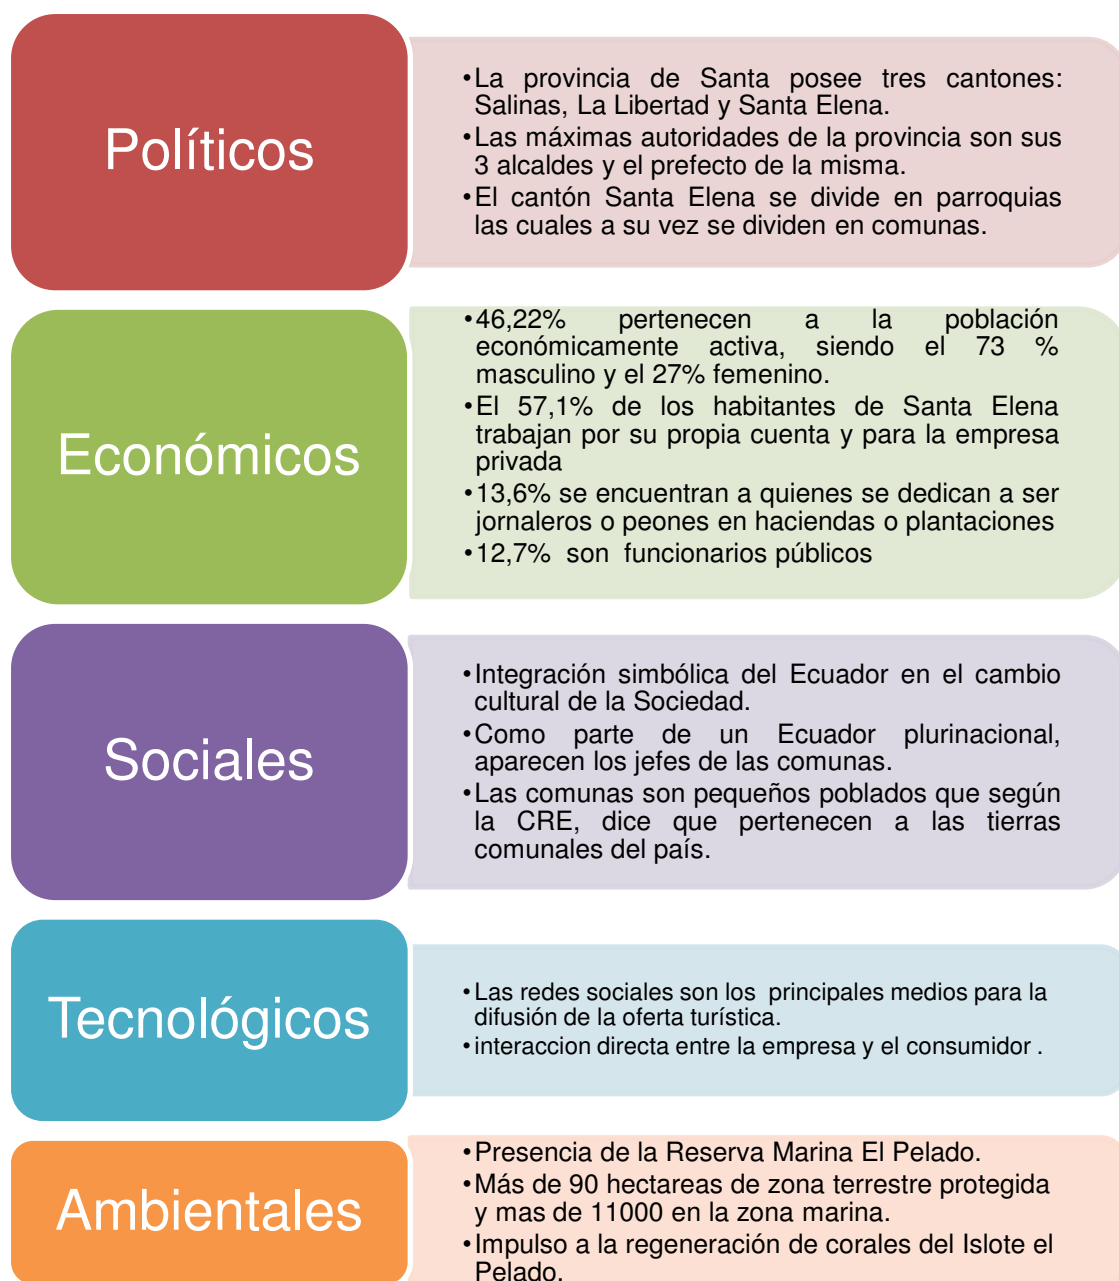 Políticos
•La provincia de Santa posee tres cantones:
Salinas, La Libertad y Santa Elena.
•Las máximas autoridades de la provincia son sus
3 alcaldes y el prefecto de la misma.
•El cantón Santa Elena se divide en parroquias
las cuales a su vez se dividen en comunas.
Económicos
•46,22% pertenecen a la población
económicamente activa, siendo el 73 %
masculino y el 27% femenino.
•El 57,1% de los habitantes de Santa Elena
trabajan por su propia cuenta y para la empresa
privada
•13,6% se encuentran a quienes se dedican a ser
jornaleros o peones en haciendas o plantaciones
•12,7% son funcionarios públicos
Sociales
•Integración simbólica del Ecuador en el cambio
cultural de la Sociedad.
•Como parte de un Ecuador plurinacional,
aparecen los jefes de las comunas.
•Las comunas son pequeños poblados que según
la CRE, dice que pertenecen a las tierras
comunales del país.
Tecnológicos
•Las redes sociales son los principales medios para la
difusión de la oferta turística.
•interaccion directa entre la empresa y el consumidor .
Ambientales
•Presencia de la Reserva Marina El Pelado.
•Más de 90 hectareas de zona terrestre protegida
y mas de 11000 en la zona marina.
•Impulso a la regeneración de corales del Islote el
Pelado.